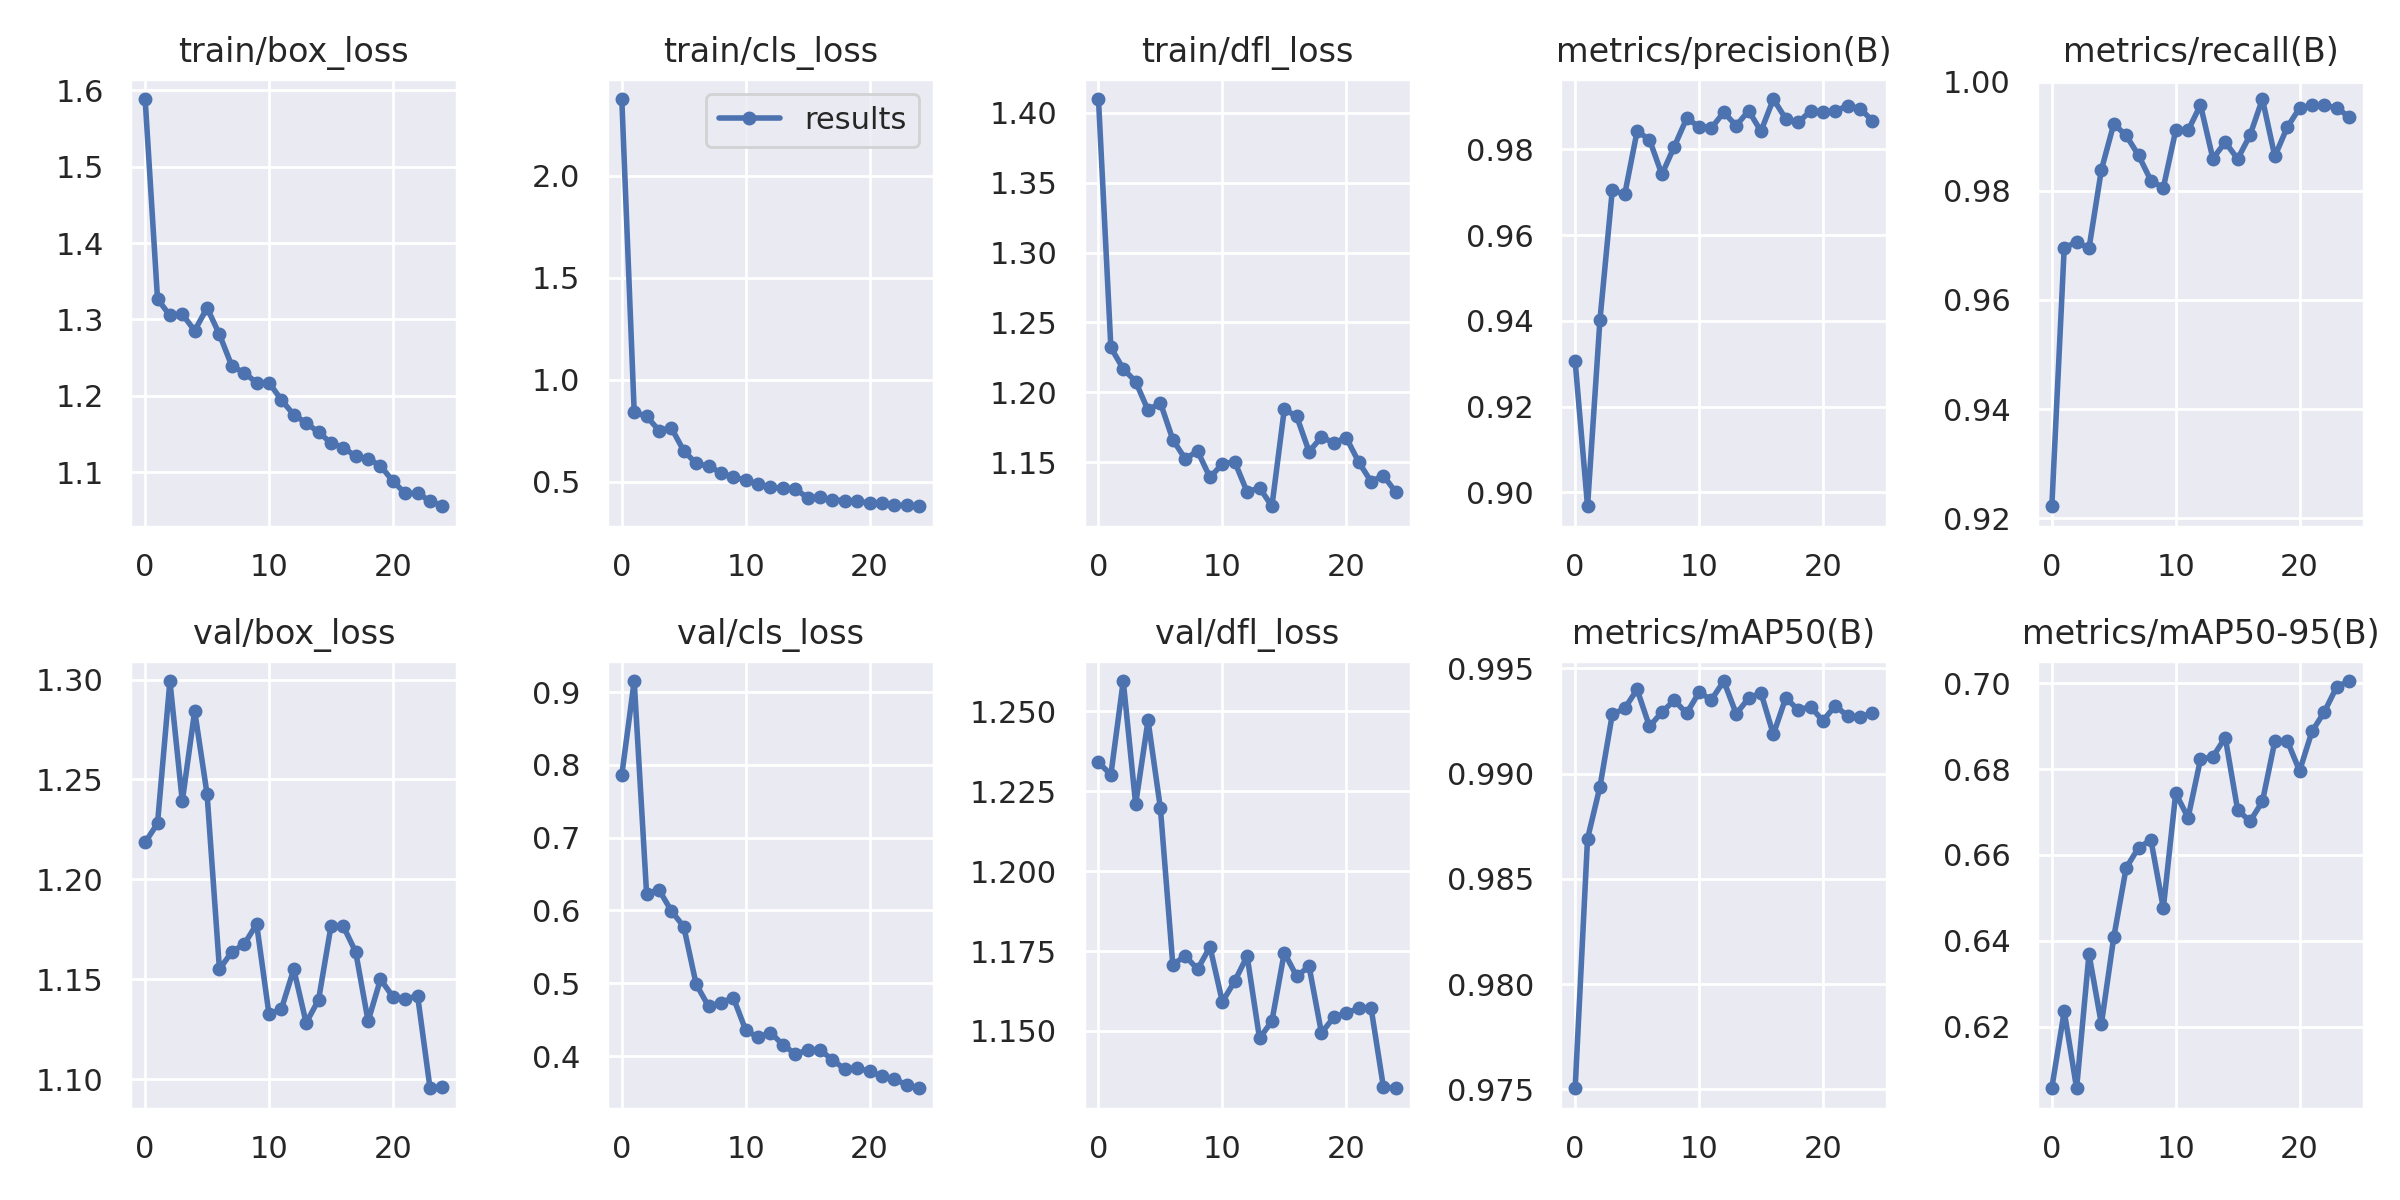 train/box_loss
1.6
1.5
1.4
1.3
1.2
1.1
0 10 20
train/cls_loss
results
2.0
1.5
1.0
0.5
0 10 20
train/dfl_loss
1.40
1.35
1.30
1.25
1.20
1.15
0 10 20
metrics/precision(B)
0.98
0.96
0.94
0.92
0.90
0 10 20
metrics/recall(B)
1.00
0.98
0.96
0.94
0.92
0 10 20
val/box_loss
1.30
1.25
1.20
1.15
1.10
0 10 20
val/cls_loss
0.9
0.8
0.7
0.6
0.5
0.4
0 10 20
val/dfl_loss
1.250
1.225
1.200
1.175
1.150
0 10 20
metrics/mAP50(B)
0.995
0.990
0.985
0.980
0.975
0 10 20
metrics/mAP50-95(B)
0.70
0.68
0.66
0.64
0.62
0 10 20